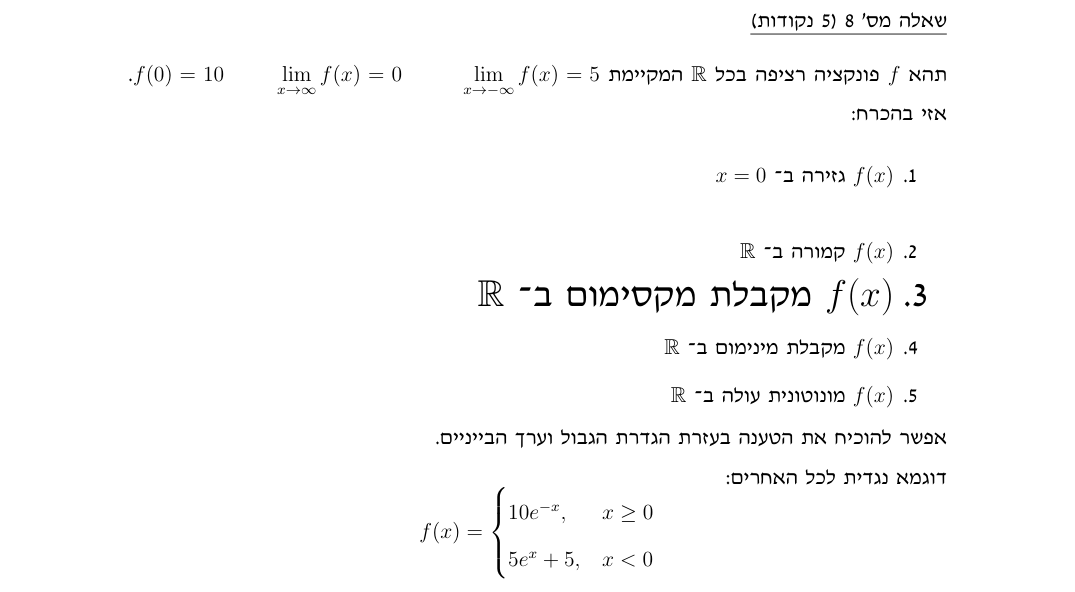 שאלה מס' 8 (5 נקודות)
תהא f פונקציה רציפה בכל ℝ המקיימת lim_{x→−∞} f(x) = 5   lim_{x→∞} f(x) = 0   f(0) = 10.
אזי בהכרח:
1. f(x) גזירה ב־ x = 0
2. f(x) קמורה ב־ ℝ
3. f(x) מקבלת מקסימום ב־ ℝ
4. f(x) מקבלת מינימום ב־ ℝ
5. f(x) מונוטונית עולה ב־ ℝ
אפשר להוכיח את הטענה בעזרת הגדרת הגבול וערך הבייניים.
דוגמא נגדית לכל האחרים:
f(x) = { 10e^{−x}, x ≥ 0
5e^{x} + 5, x < 0